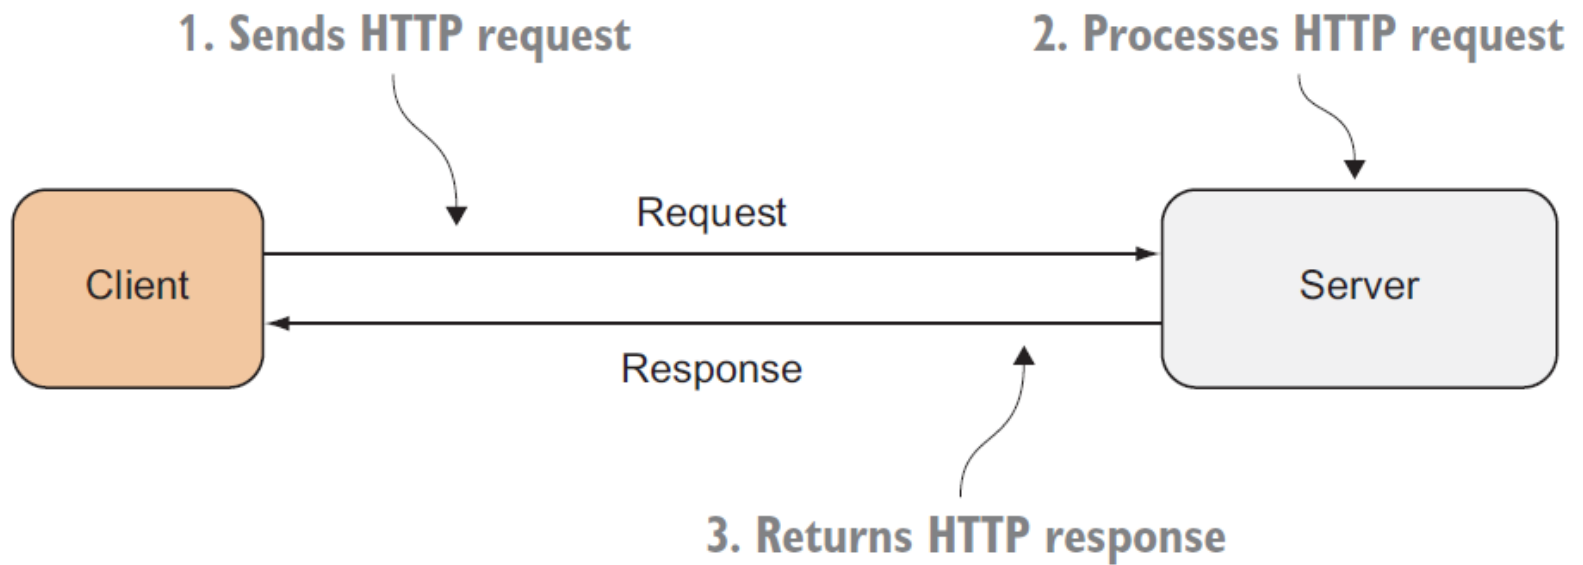 1. Sends HTTP request
2. Processes HTTP request
Request
Client
Server
Response
3. Returns HTTP response